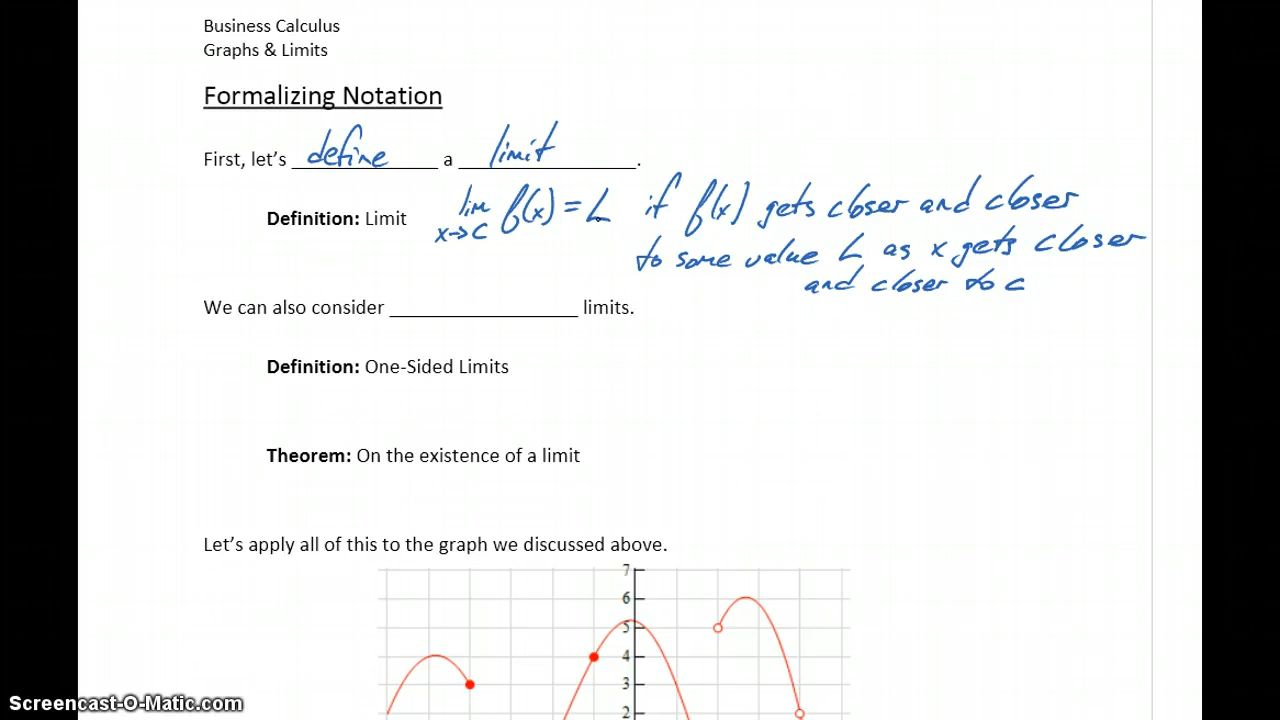 Business Calculus
Graphs & Limits
Formalizing Notation
First, let's define a limit.
Definition: Limit lim f(x) = L if f(x) gets closer and closer
x→c
to some value L as x gets closer
and closer to c
We can also consider ____________________ limits.
Definition: One-Sided Limits
Theorem: On the existence of a limit
Let's apply all of this to the graph we discussed above.
7
6
5
4
3
2
Screencast-O-Matic.com